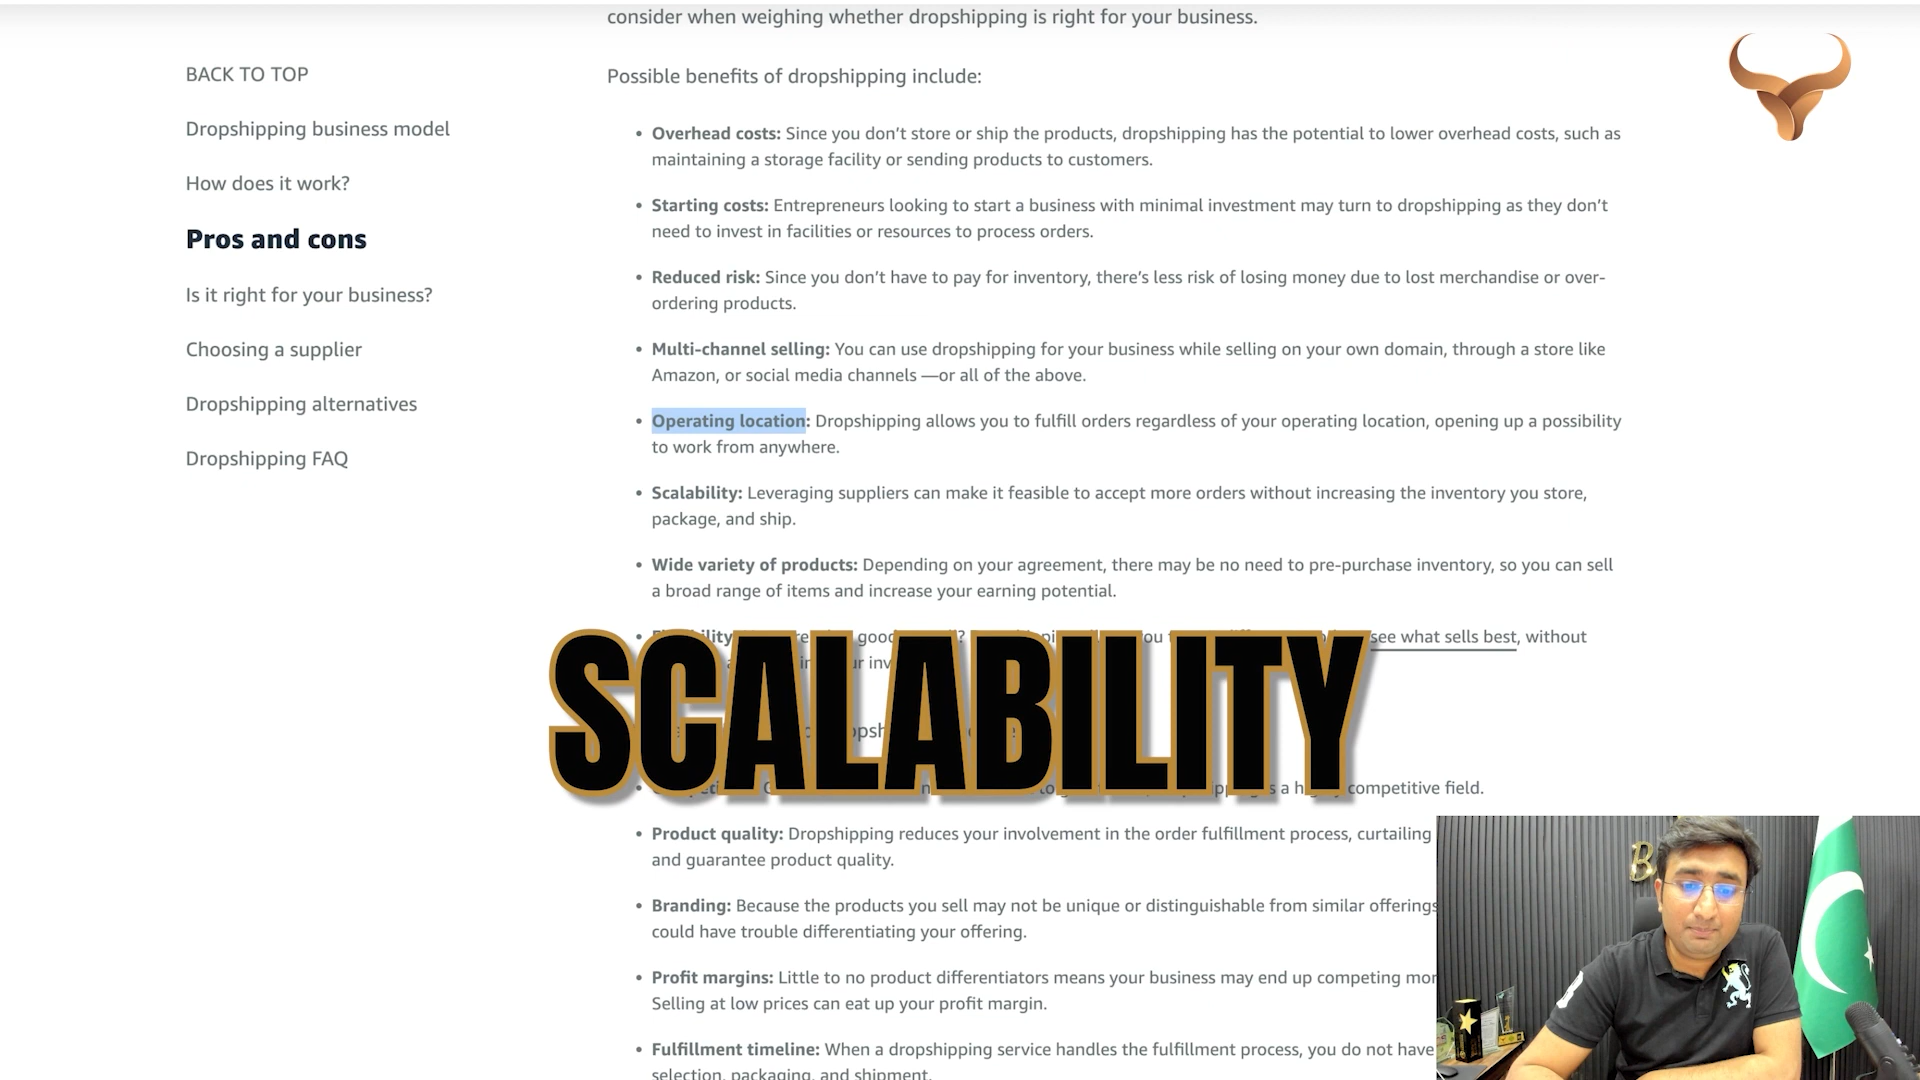 consider when weighing whether dropshipping is right for your business.
BACK TO TOP
Dropshipping business model
How does it work?
Pros and cons
Is it right for your business?
Choosing a supplier
Dropshipping alternatives
Dropshipping FAQ
Possible benefits of dropshipping include:
• Overhead costs: Since you don’t store or ship the products, dropshipping has the potential to lower overhead costs, such as
maintaining a storage facility or sending products to customers.
• Starting costs: Entrepreneurs looking to start a business with minimal investment may turn to dropshipping as they don’t
need to invest in facilities or resources to process orders.
• Reduced risk: Since you don’t have to pay for inventory, there’s less risk of losing money due to lost merchandise or over-
ordering products.
• Multi-channel selling: You can use dropshipping for your business while selling on your own domain, through a store like
Amazon, or social media channels —or all of the above.
• Operating location: Dropshipping allows you to fulfill orders regardless of your operating location, opening up a possibility
to work from anywhere.
• Scalability: Leveraging suppliers can make it feasible to accept more orders without increasing the inventory you store,
package, and ship.
• Wide variety of products: Depending on your agreement, there may be no need to pre-purchase inventory, so you can sell
a broad range of items and increase your earning potential.
see what sells best, without
SCALABILITY
competitive field.
• Product quality: Dropshipping reduces your involvement in the order fulfillment process, curtailing
and guarantee product quality.
• Branding: Because the products you sell may not be unique or distinguishable from similar offerings
could have trouble differentiating your offering.
• Profit margins: Little to no product differentiators means your business may end up competing
Selling at low prices can eat up your profit margin.
• Fulfillment timeline: When a dropshipping service handles the fulfillment process, you do not have
selection, packaging, and shipment.
B